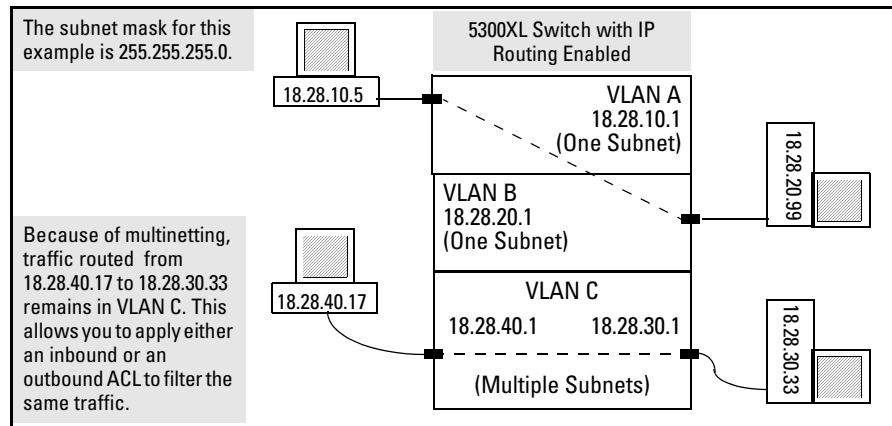 The subnet mask for this
example is 255.255.255.0.
5300XL Switch with IP
Routing Enabled
18.28.10.5
VLAN A
18.28.10.1
(One Subnet)
18.28.20.99
VLAN B
18.28.20.1
(One Subnet)
Because of multinetting,
traffic routed from
18.28.40.17 to 18.28.30.33
remains in VLAN C. This
allows you to apply either
an inbound or an
outbound ACL to filter the
same traffic.
18.28.40.17
VLAN C
18.28.40.1 18.28.30.1
(Multiple Subnets)
18.28.30.33